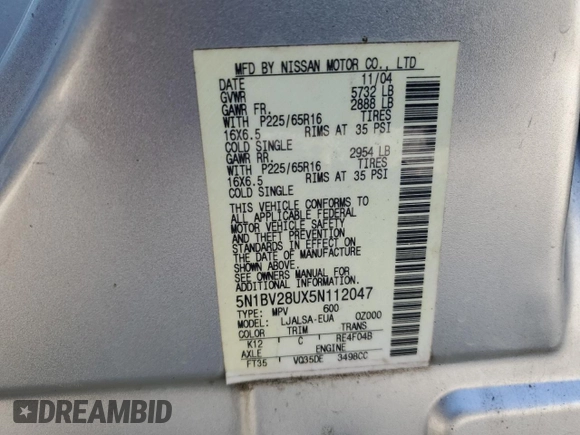 MFD BY NISSAN MOTOR CO., LTD
DATE 11/04
GVWR 5732 LB
GAWR FR. 2888 LB
WITH P225/65R16 TIRES
16X6.5 RIMS AT 35 PSI
COLD SINGLE
GAWR RR. 2954 LB
WITH P225/65R16 TIRES
16X6.5 RIMS AT 35 PSI
COLD SINGLE
THIS VEHICLE CONFORMS TO
ALL APPLICABLE FEDERAL
MOTOR VEHICLE SAFETY
AND THEFT PREVENTION
STANDARDS IN EFFECT ON
THE DATE OF MANUFACTURE
SHOWN ABOVE.
SEE OWNERS MANUAL FOR
ADDITIONAL INFORMATION
5N1BV28UX5N112047
TYPE: MPV 600
MODEL: LJALSA-EUA 0Z000
COLOR TRIM TRANS
K12 C RE4F04B
AXLE ENGINE
FT35 VQ35DE 3498CC
DREAMBID